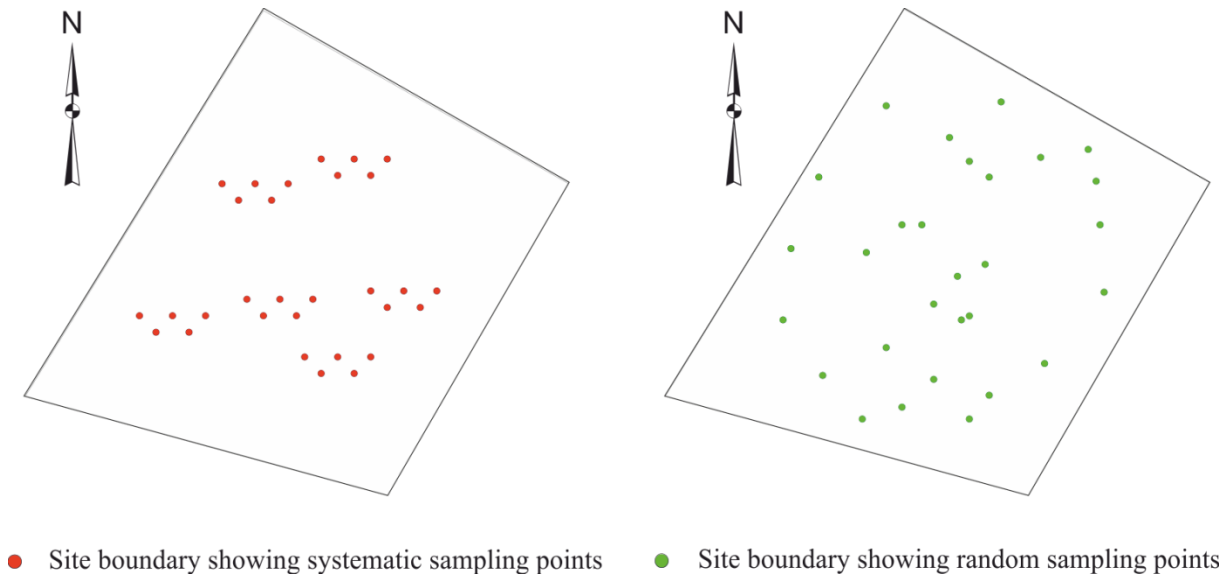 N
N
Site boundary showing systematic sampling points
Site boundary showing random sampling points